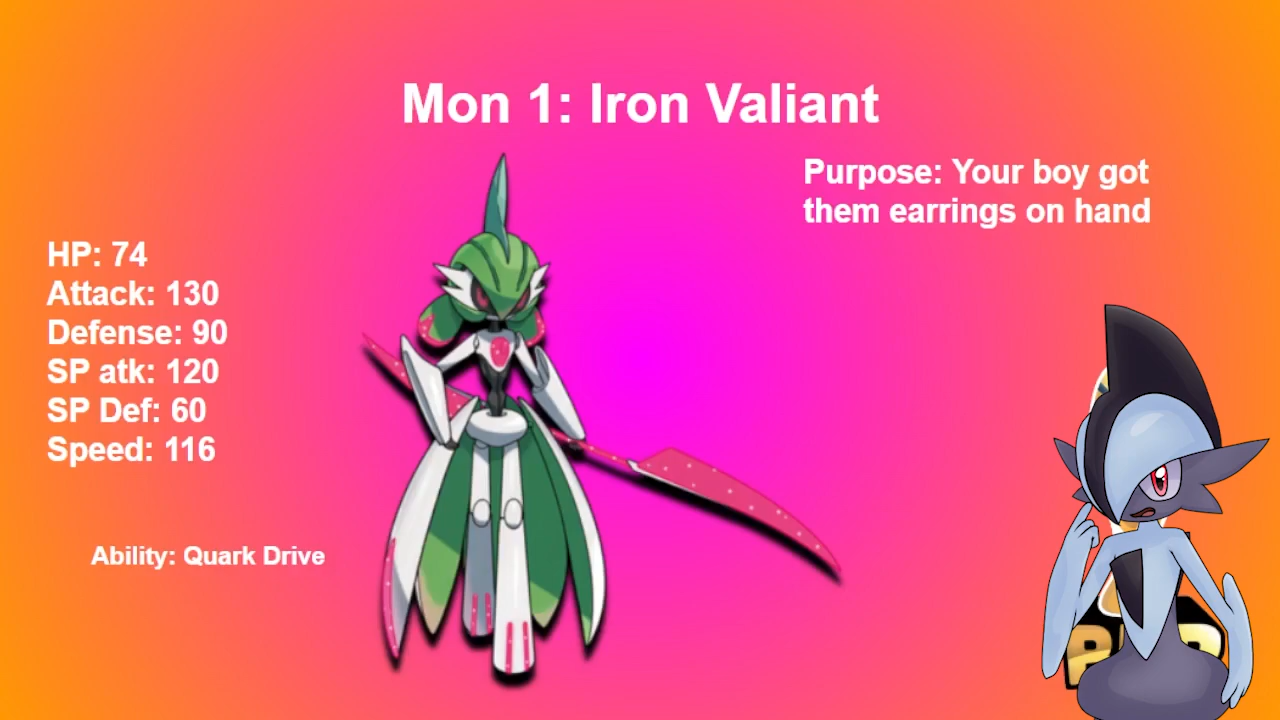 Mon 1: Iron Valiant
Purpose: Your boy got
them earrings on hand
HP: 74
Attack: 130
Defense: 90
SP atk: 120
SP Def: 60
Speed: 116
Ability: Quark Drive